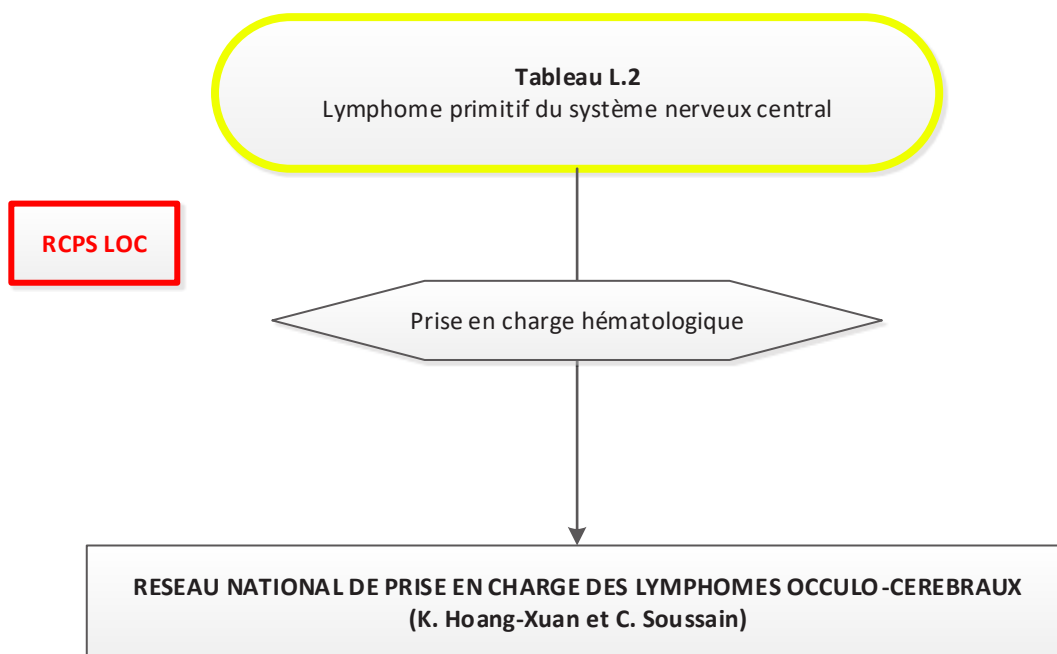 Tableau L.2
Lymphome primitif du système nerveux central
RCPS LOC
Prise en charge hématologique
RESEAU NATIONAL DE PRISE EN CHARGE DES LYMPHOMES OCCULO-CEREBRAUX
(K. Hoang-Xuan et C. Soussain)